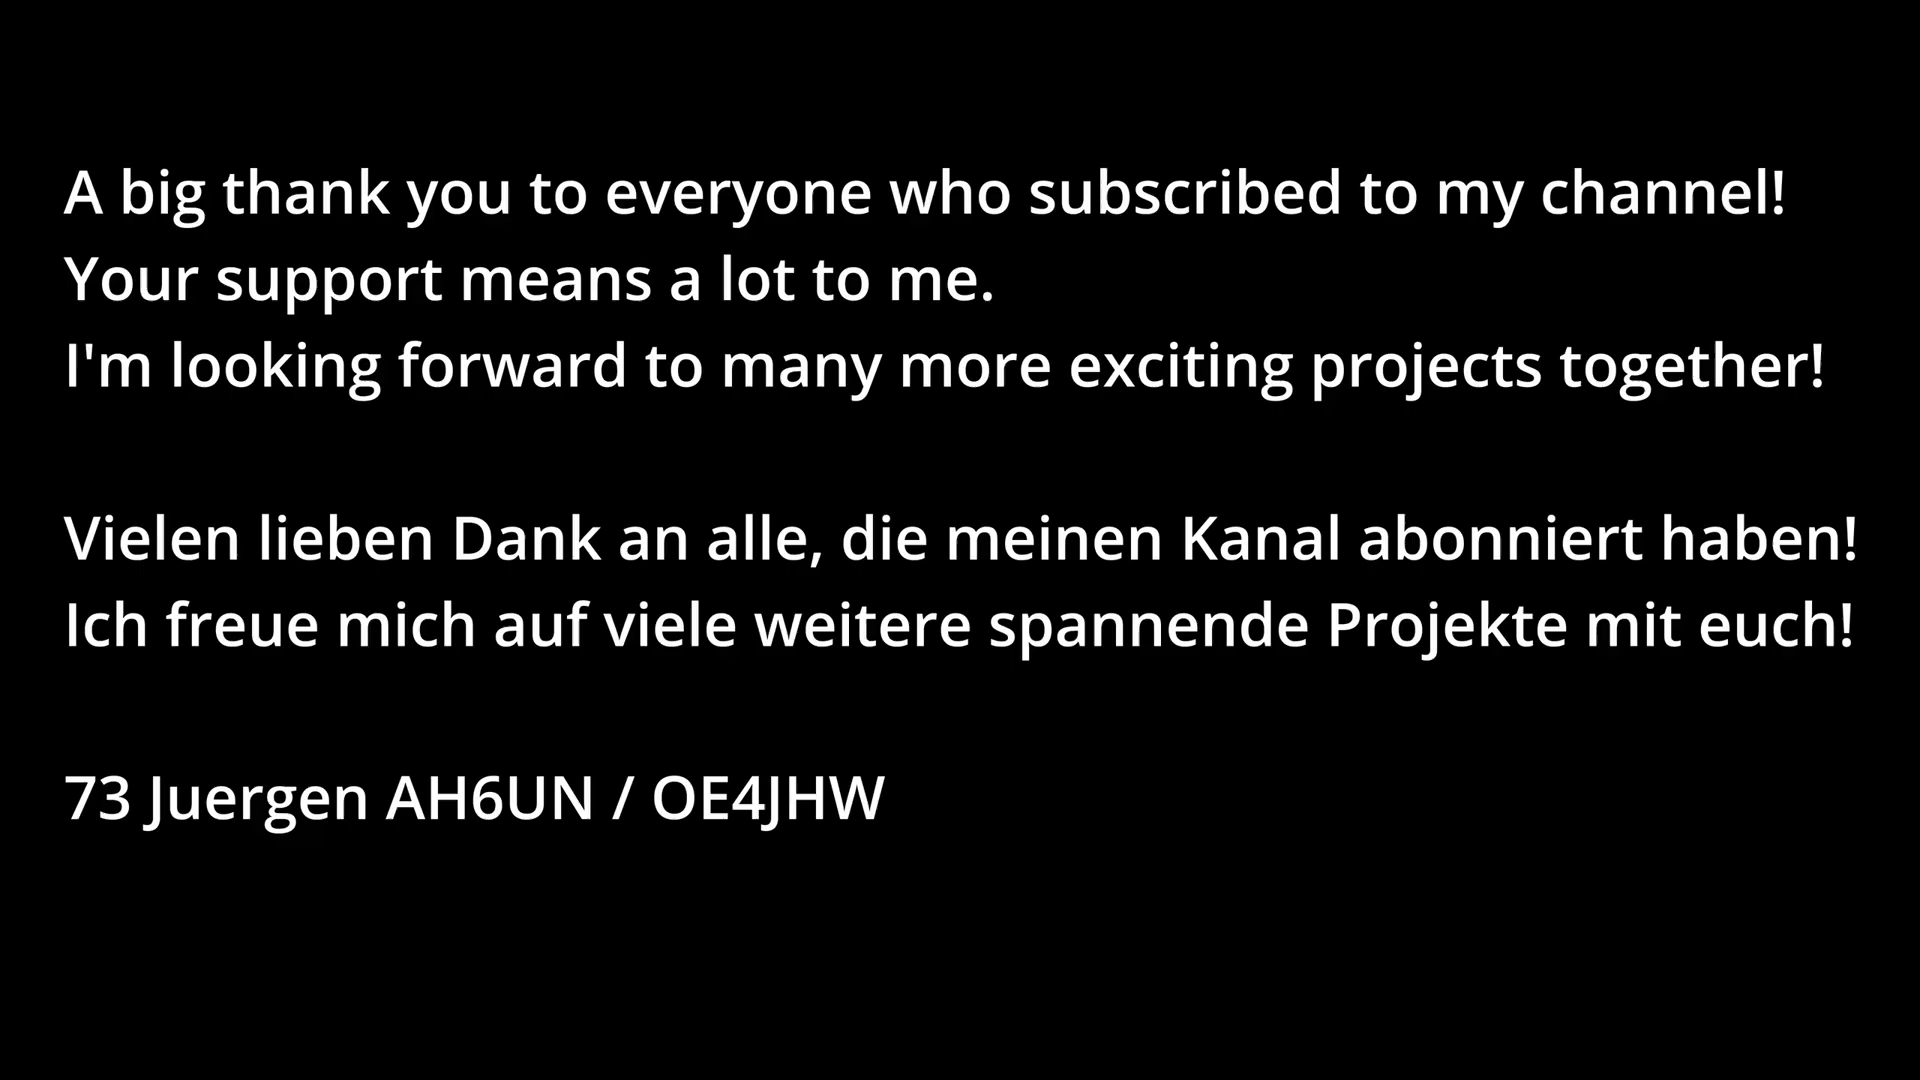 A big thank you to everyone who subscribed to my channel!
Your support means a lot to me.
I'm looking forward to many more exciting projects together!
Vielen lieben Dank an alle, die meinen Kanal abonniert haben!
Ich freue mich auf viele weitere spannende Projekte mit euch!
73 Juergen AH6UN / OE4JHW